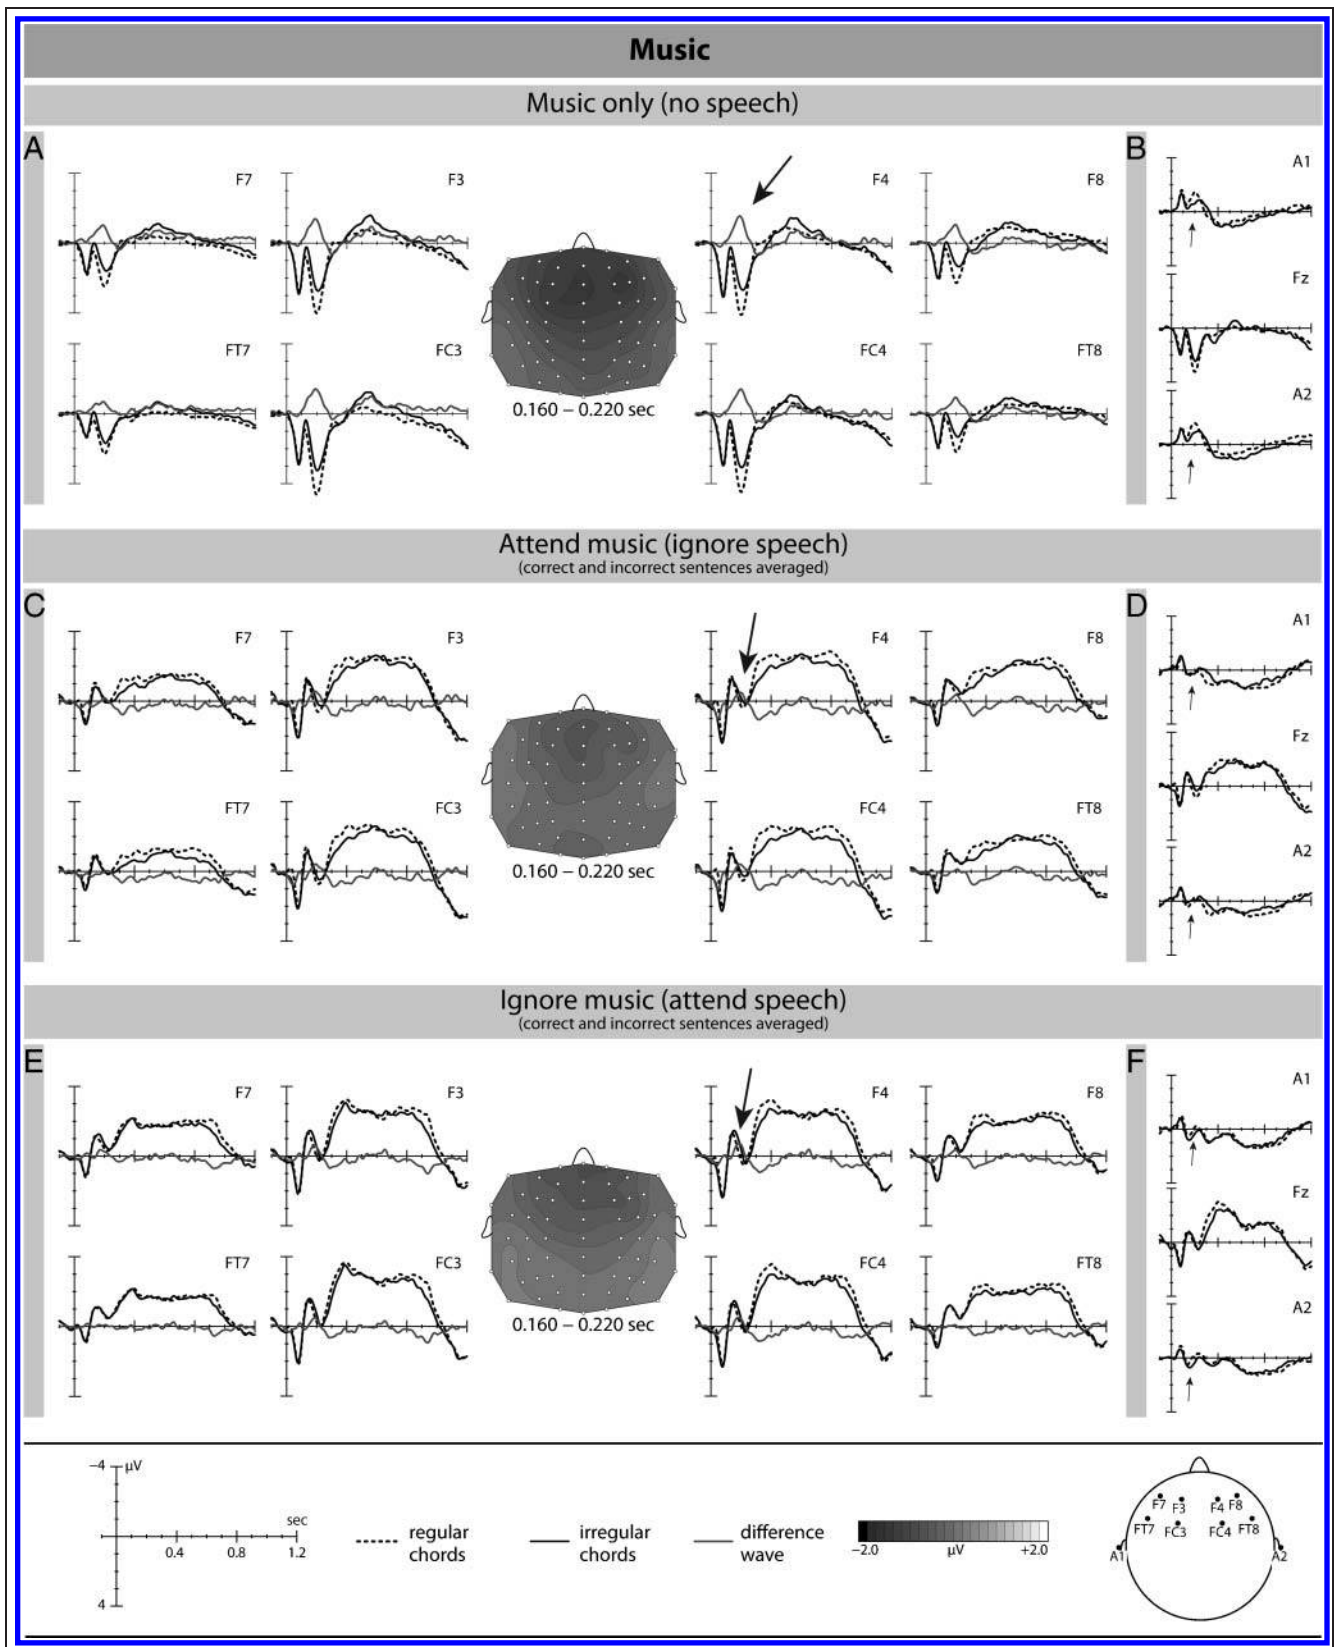 Music
Music only (no speech)
A
F7
F3
F4
F8
FT7
FC3
FC4
FT8
0.160 – 0.220 sec
B
A1
Fz
A2
Attend music (ignore speech)
(correct and incorrect sentences averaged)
C
F7
F3
F4
F8
FT7
FC3
FC4
FT8
0.160 – 0.220 sec
D
A1
Fz
A2
Ignore music (attend speech)
(correct and incorrect sentences averaged)
E
F7
F3
F4
F8
FT7
FC3
FC4
FT8
0.160 – 0.220 sec
F
A1
Fz
A2
−4 µV
sec
0.4 0.8 1.2
4
regular
chords
irregular
chords
difference
wave
−2.0 µV +2.0
F7 F3 F4 F8
FT7 FC3 FC4 FT8
A1 A2